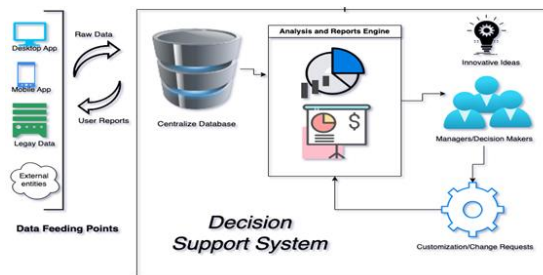 Desktop App
Mobile App
Legay Data
External
entities
Data Feeding Points
Raw Data
User Reports
Centralize Database
Analysis and Reports Engine
$
Innovative Ideas
Managers/Decision Makers
Customization/Change Requests
Decision
Support System